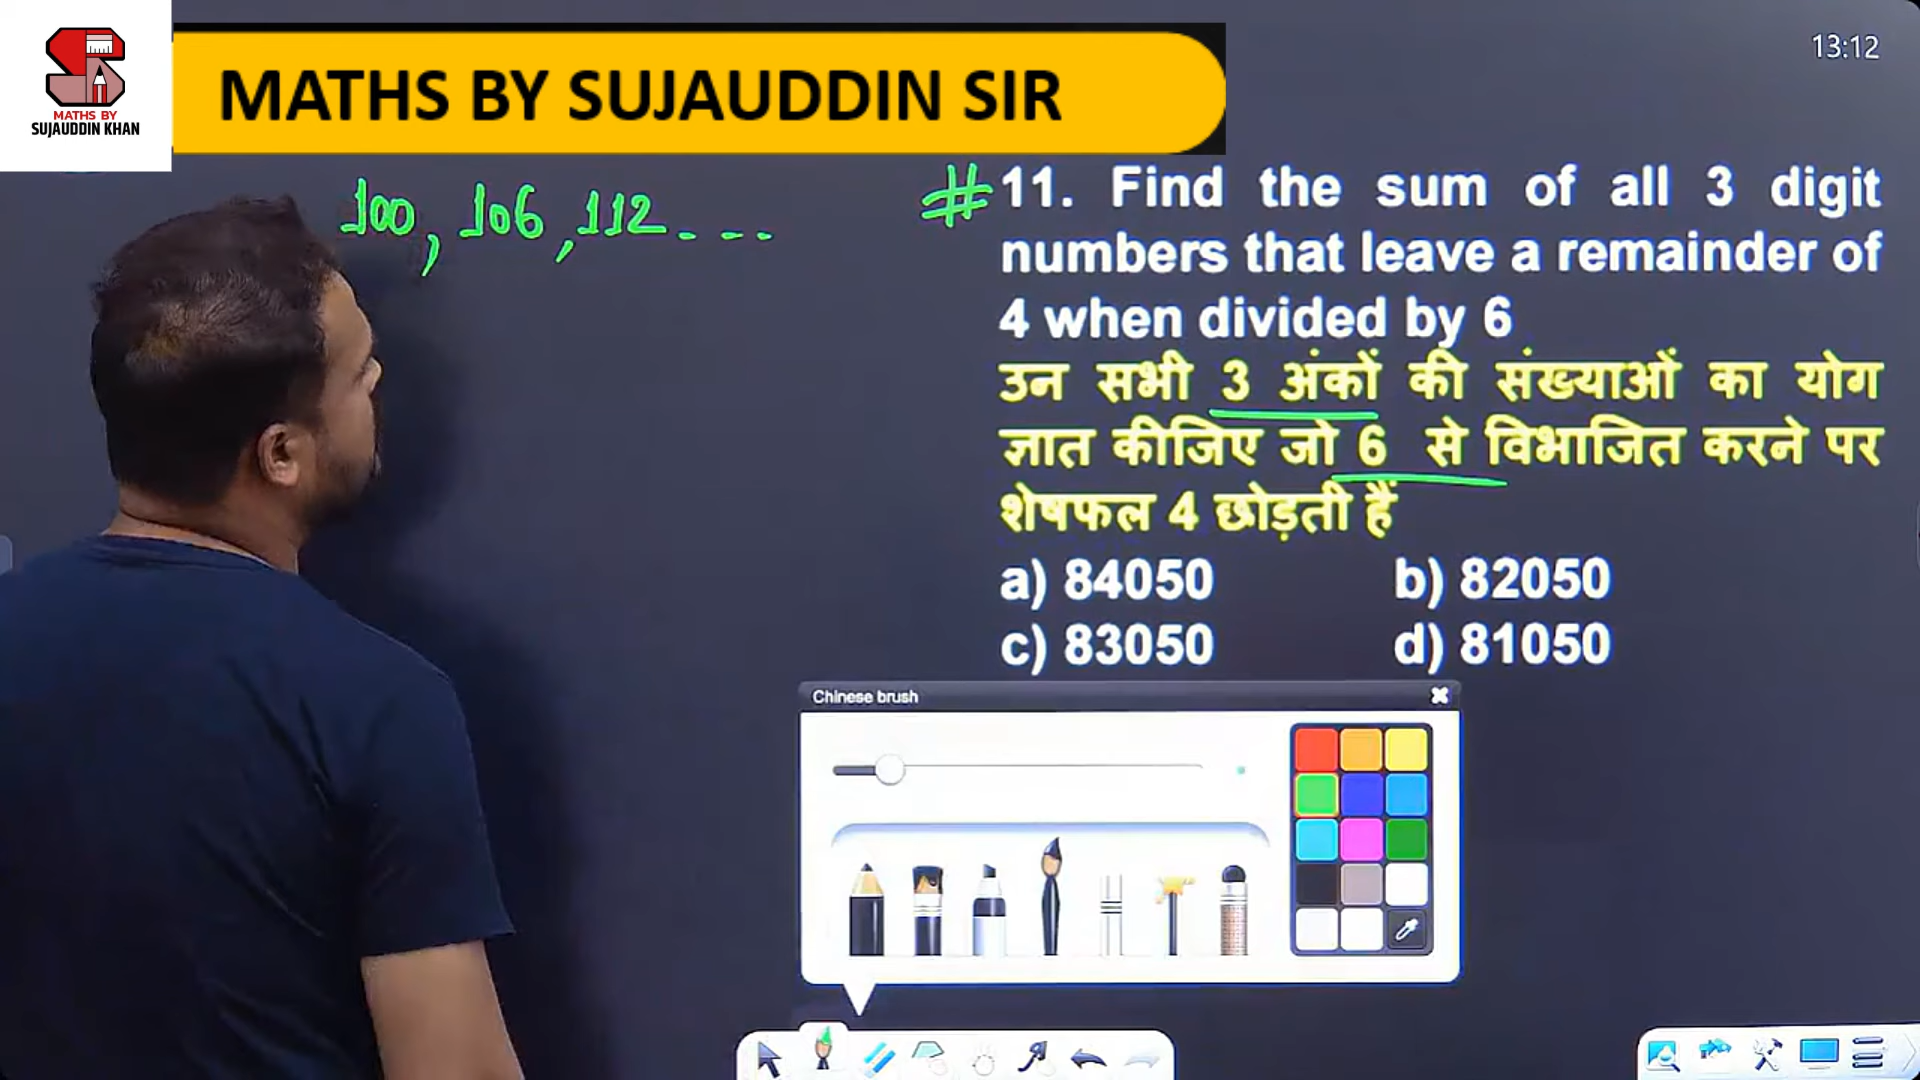 MATHS BY
SUJAUDDIN KHAN
MATHS BY SUJAUDDIN SIR
13:12
100, 106, 112 - - -
# 11. Find the sum of all 3 digit
numbers that leave a remainder of
4 when divided by 6
उन सभी 3 अंकों की संख्याओं का योग
ज्ञात कीजिए जो 6 से विभाजित करने पर
शेषफल 4 छोड़ती हैं
a) 84050 b) 82050
c) 83050 d) 81050
Chinese brush